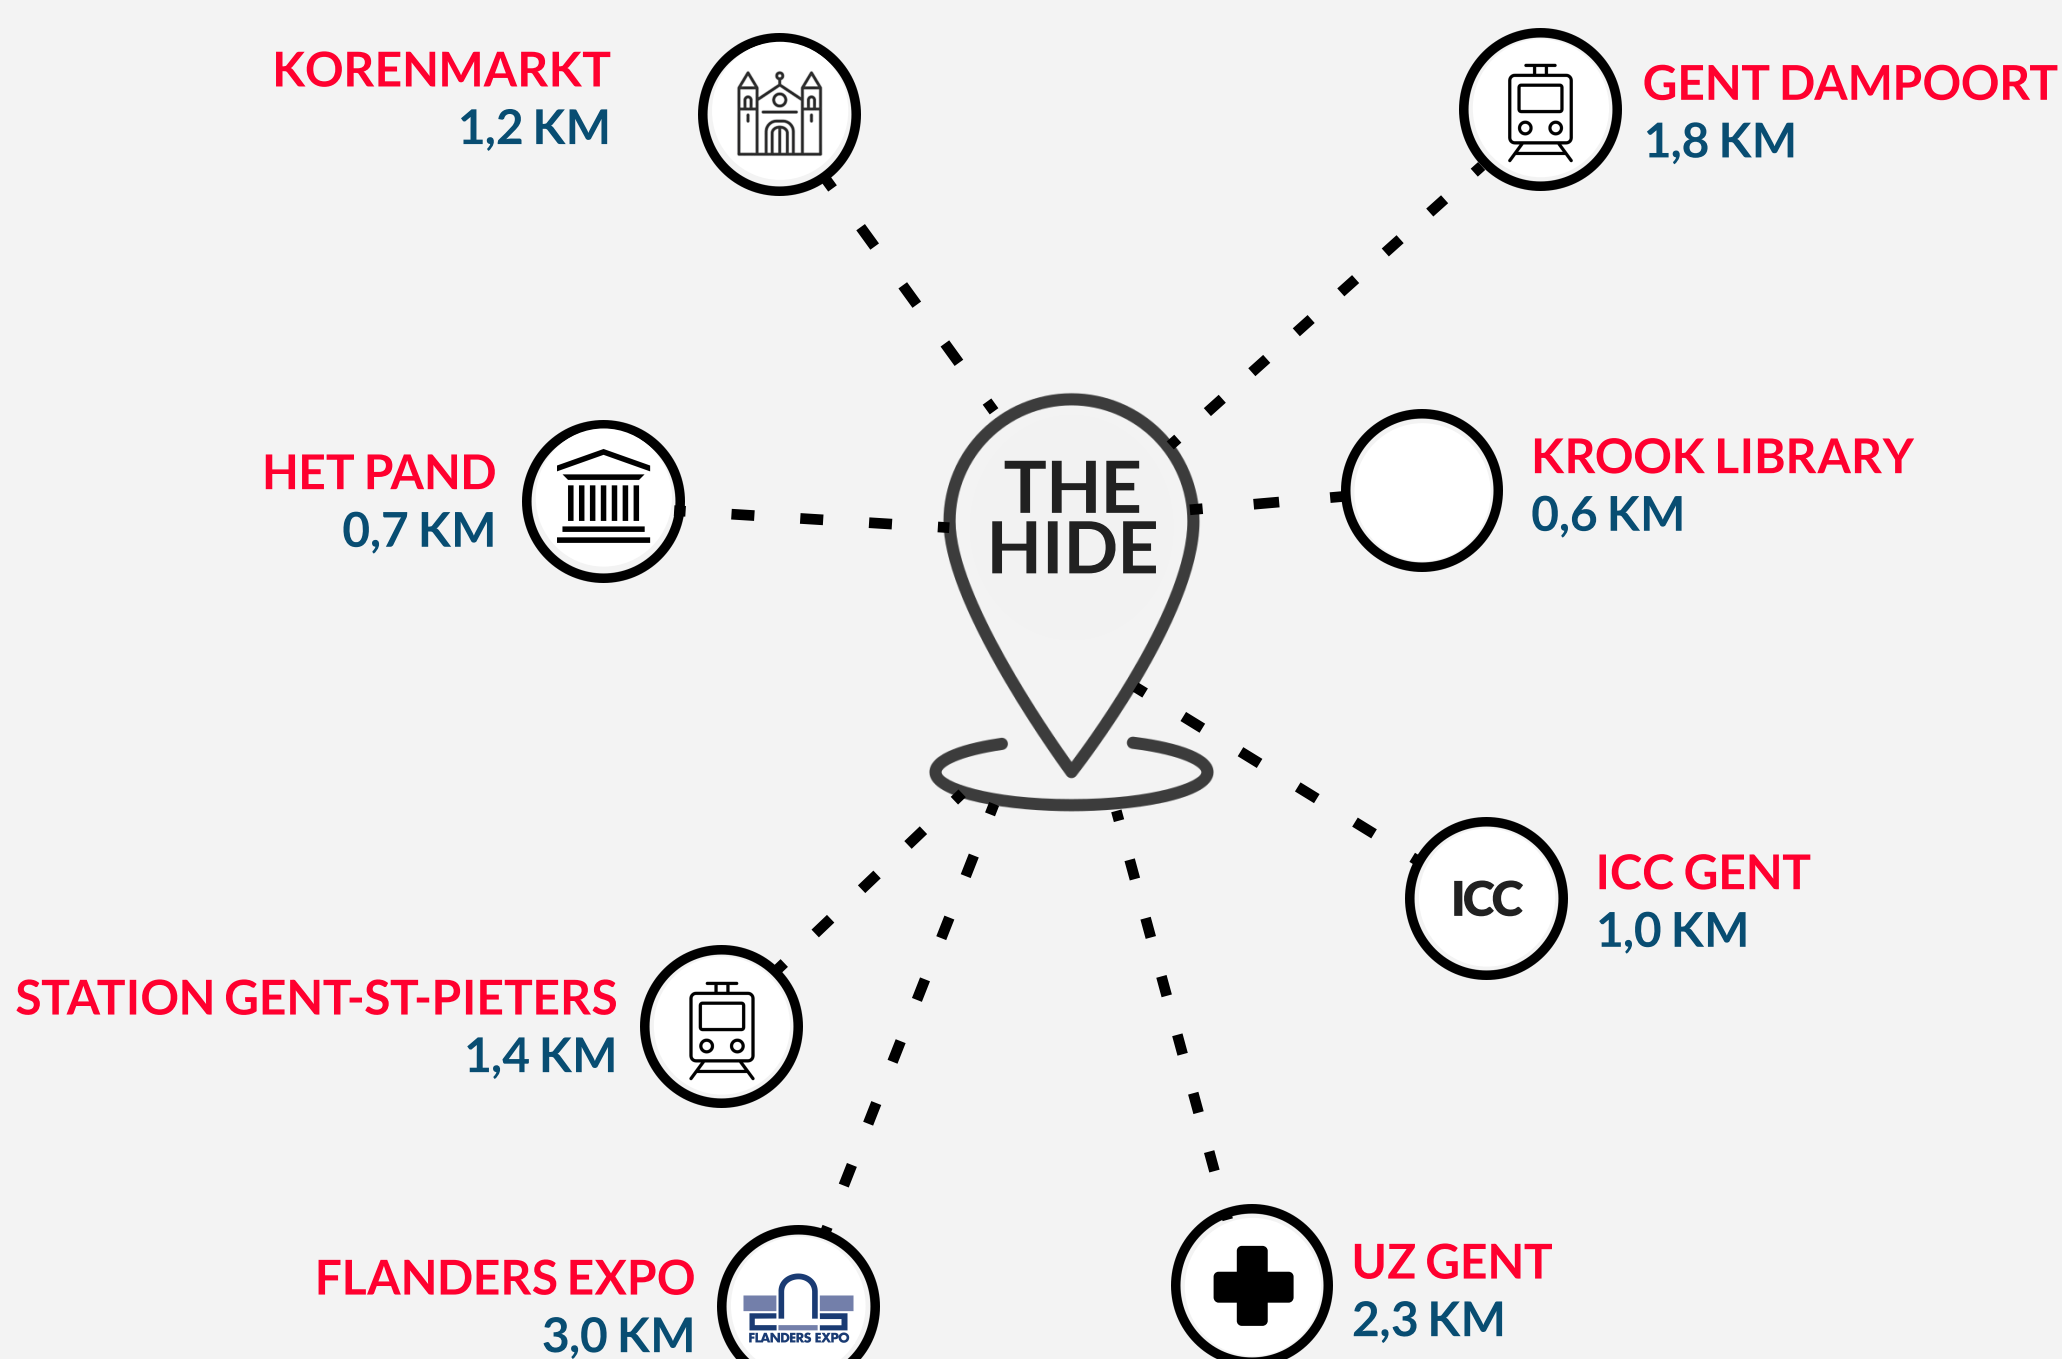 KORENMARKT
1,2 KM
GENT DAMPOORT
1,8 KM
HET PAND
0,7 KM
THE
HIDE
KROOK LIBRARY
0,6 KM
ICC
ICC GENT
1,0 KM
STATION GENT-ST-PIETERS
1,4 KM
FLANDERS EXPO
3,0 KM
FLANDERS EXPO
UZ GENT
2,3 KM